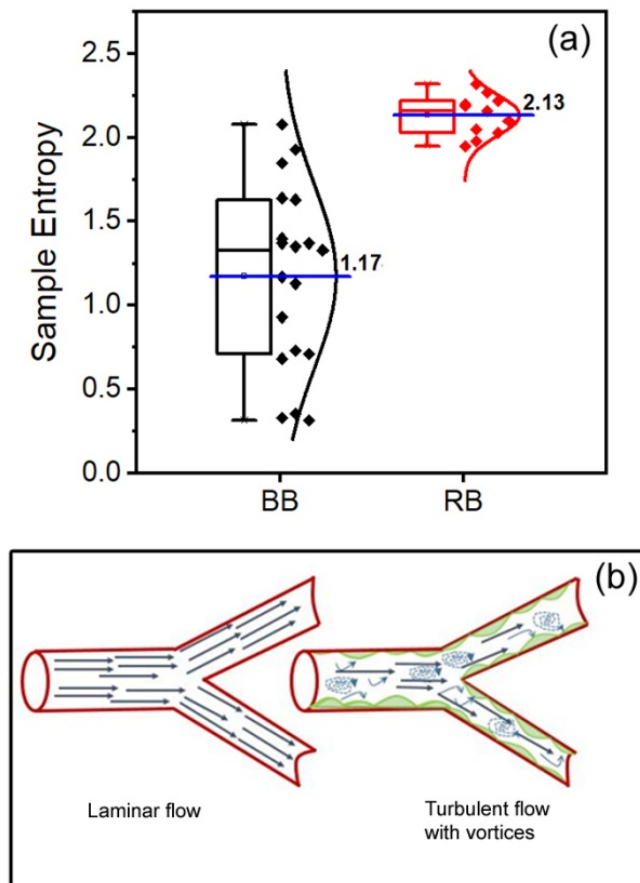 (a)
Sample Entropy
2.5
2.0
1.5
1.0
0.5
0.0
1.17
2.13
BB
RB
(b)
Laminar flow
Turbulent flow
with vortices